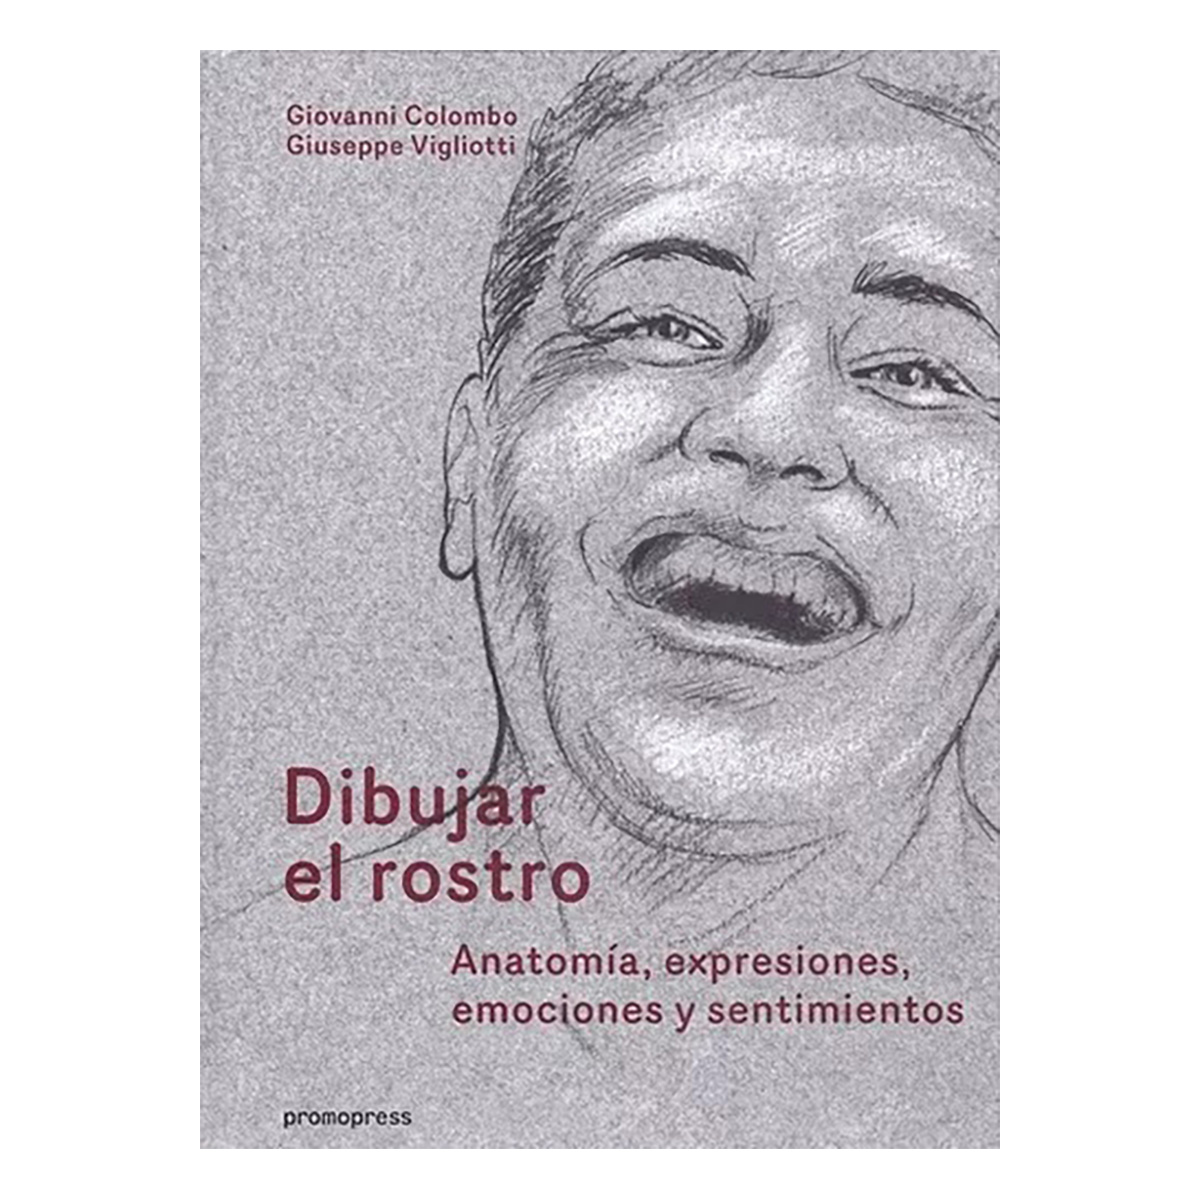 Giovanni Colombo
Giuseppe Vigliotti
Dibujar
el rostro
Anatomía, expresiones,
emociones y sentimientos
promopress